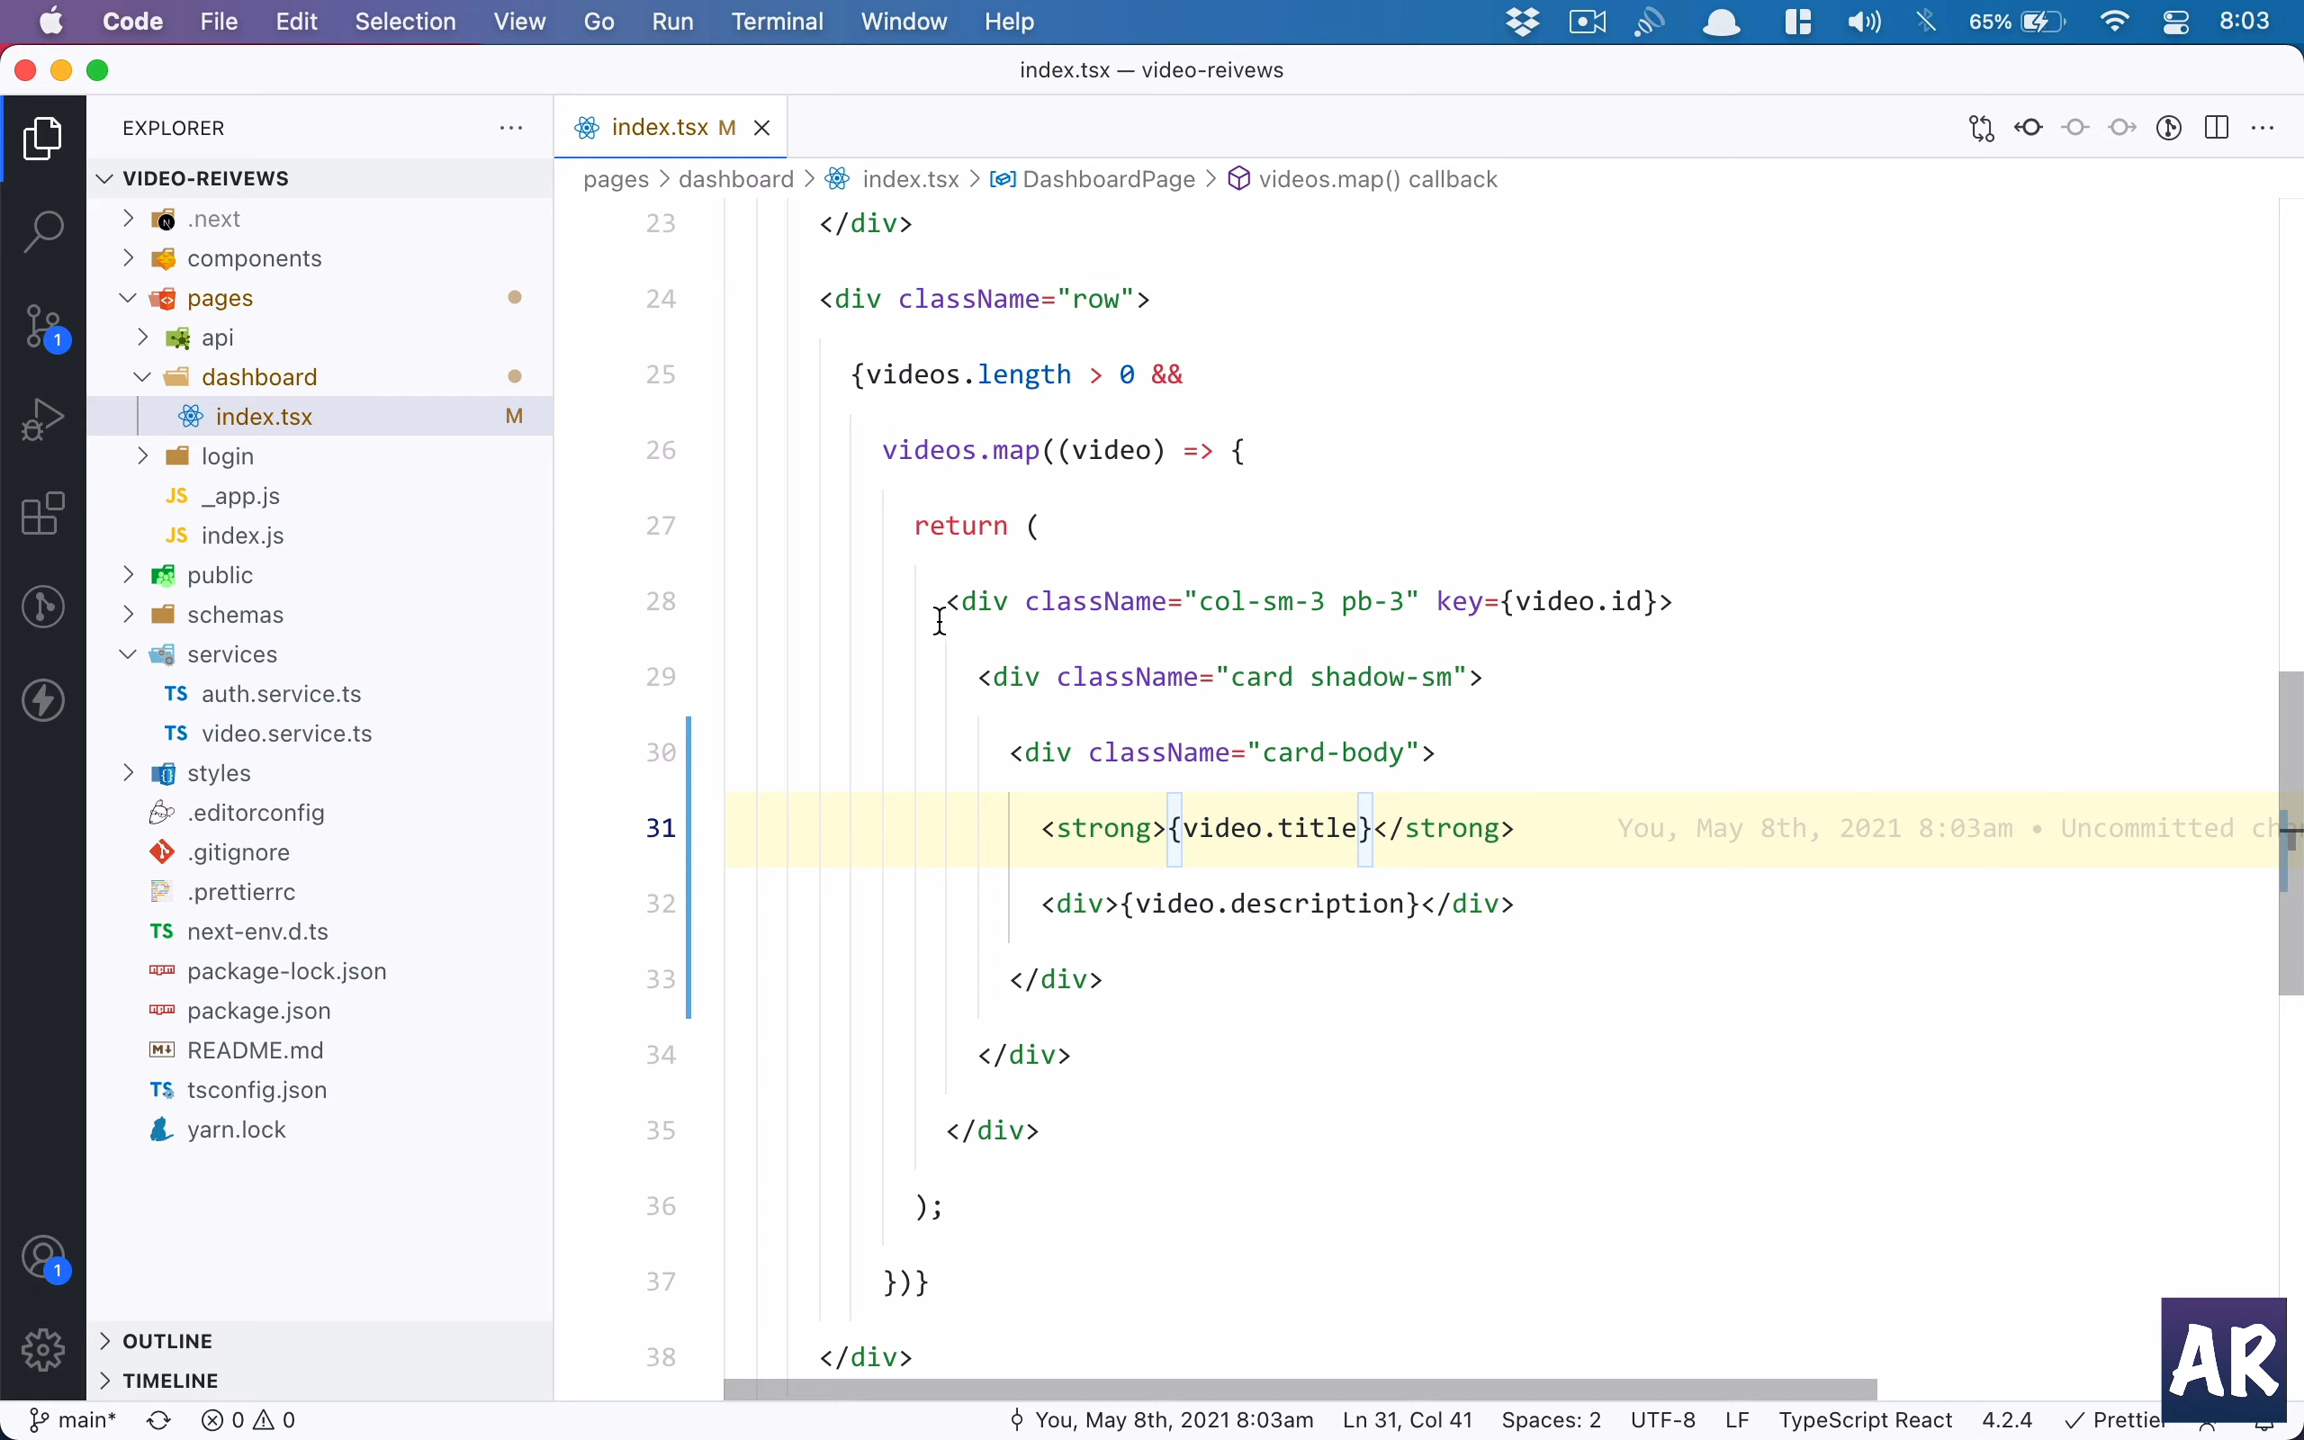 Code File Edit Selection View Go Run Terminal Window Help 65% 8:03
index.tsx — video-reivews
EXPLORER
index.tsx M
VIDEO-REIVEWS
pages > dashboard > index.tsx > DashboardPage > videos.map() callback
.next
components
pages
api
dashboard
index.tsx M
login
JS _app.js
JS index.js
public
schemas
services
TS auth.service.ts
TS video.service.ts
styles
.editorconfig
.gitignore
.prettierrc
TS next-env.d.ts
package-lock.json
package.json
README.md
TS tsconfig.json
yarn.lock
OUTLINE
TIMELINE
1
1
23 </div>
24 <div className="row">
25 {videos.length > 0 &&
26 videos.map((video) => {
27 return (
28 <div className="col-sm-3 pb-3" key={video.id}>
29 <div className="card shadow-sm">
30 <div className="card-body">
31 <strong>{video.title}</strong> You, May 8th, 2021 8:03am • Uncommitted
32 <div>{video.description}</div>
33 </div>
34 </div>
35 </div>
36 );
37 })}
38 </div>
AR
main* 0 0 You, May 8th, 2021 8:03am Ln 31, Col 41 Spaces: 2 UTF-8 LF TypeScript React 4.2.4